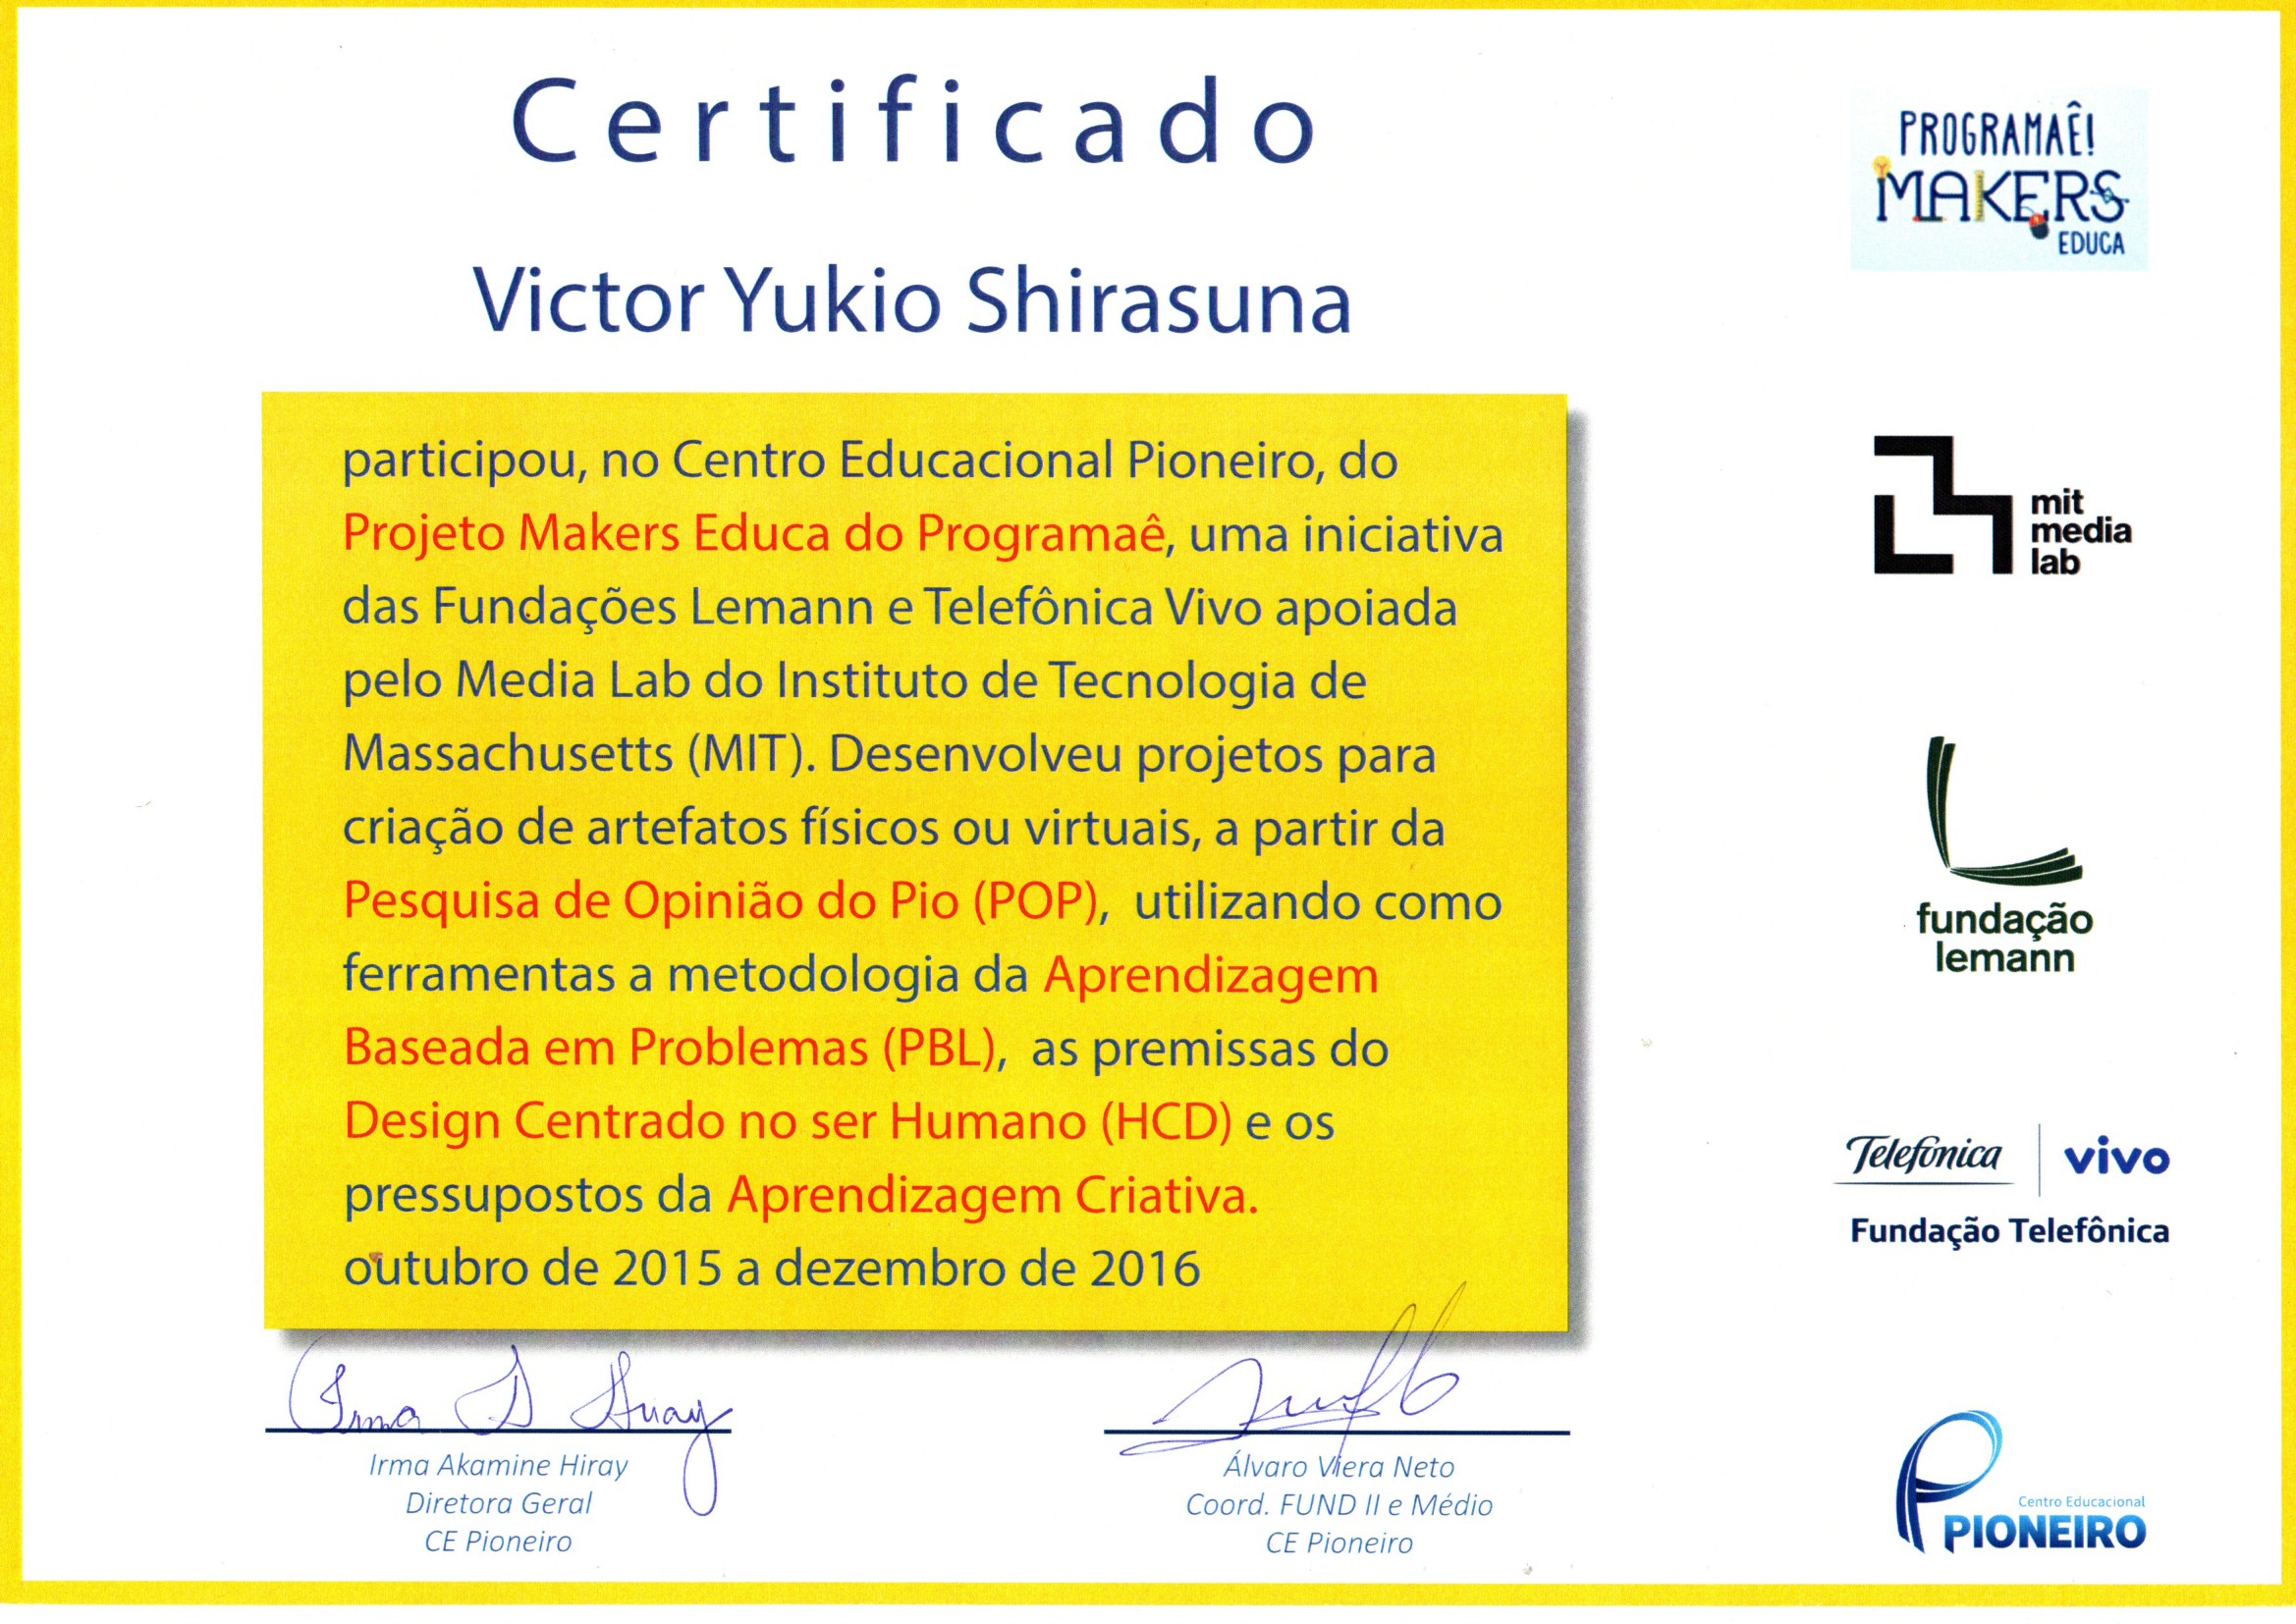 Certificado
Victor Yukio Shirasuna
participou, no Centro Educacional Pioneiro, do
Projeto Makers Educa do Programaê, uma iniciativa
das Fundações Lemann e Telefônica Vivo apoiada
pelo Media Lab do Instituto de Tecnologia de
Massachusetts (MIT). Desenvolveu projetos para
criação de artefatos físicos ou virtuais, a partir da
Pesquisa de Opinião do Pio (POP), utilizando como
ferramentas a metodologia da Aprendizagem
Baseada em Problemas (PBL), as premissas do
Design Centrado no ser Humano (HCD) e os
pressupostos da Aprendizagem Criativa.
outubro de 2015 a dezembro de 2016
Irma Akamine Hiray
Diretora Geral
CE Pioneiro
Álvaro Viera Neto
Coord. FUND II e Médio
CE Pioneiro
PROGRAMAÊ!
MAKERS
EDUCA
mit
media
lab
fundação
lemann
Telefónica vivo
Fundação Telefônica
Centro Educacional
PIONEIRO